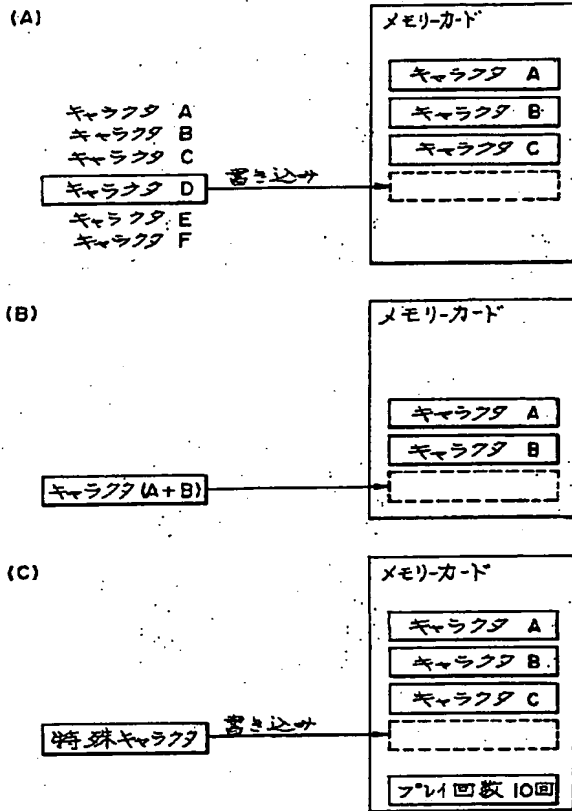 (A)
メモリーカード
キャラクタ A
キャラクタ B
キャラクタ C
キャラクタ A
キャラクタ B
キャラクタ C
キャラクタ D
書き込み
キャラクタ E
キャラクタ F
(B)
メモリーカード
キャラクタ A
キャラクタ B
キャラクタ(A+B)
(C)
メモリーカード
キャラクタ A
キャラクタ B
キャラクタ C
特殊キャラクタ
書き込み
プレイ回数 10回